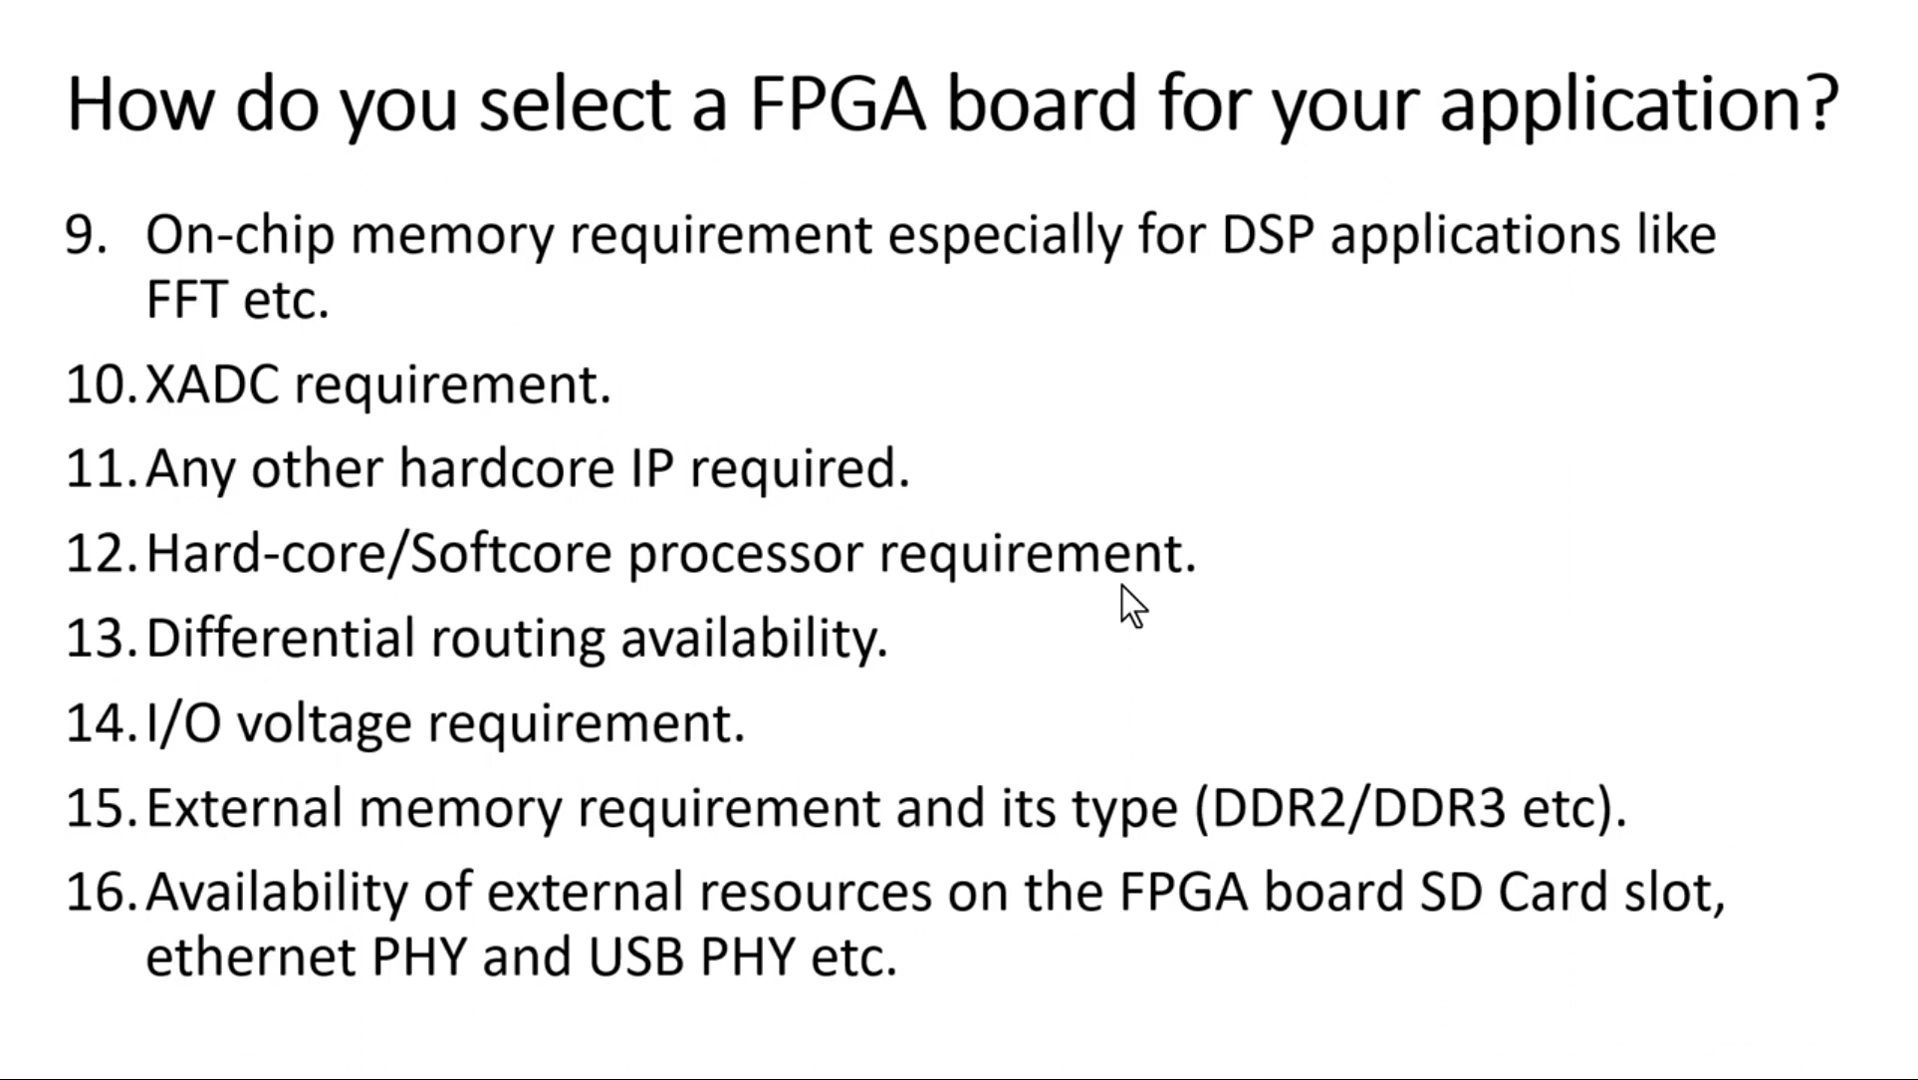 How do you select a FPGA board for your application?
9. On-chip memory requirement especially for DSP applications like
FFT etc.
10. XADC requirement.
11. Any other hardcore IP required.
12. Hard-core/Softcore processor requirement.
13. Differential routing availability.
14. I/O voltage requirement.
15. External memory requirement and its type (DDR2/DDR3 etc).
16. Availability of external resources on the FPGA board SD Card slot,
ethernet PHY and USB PHY etc.